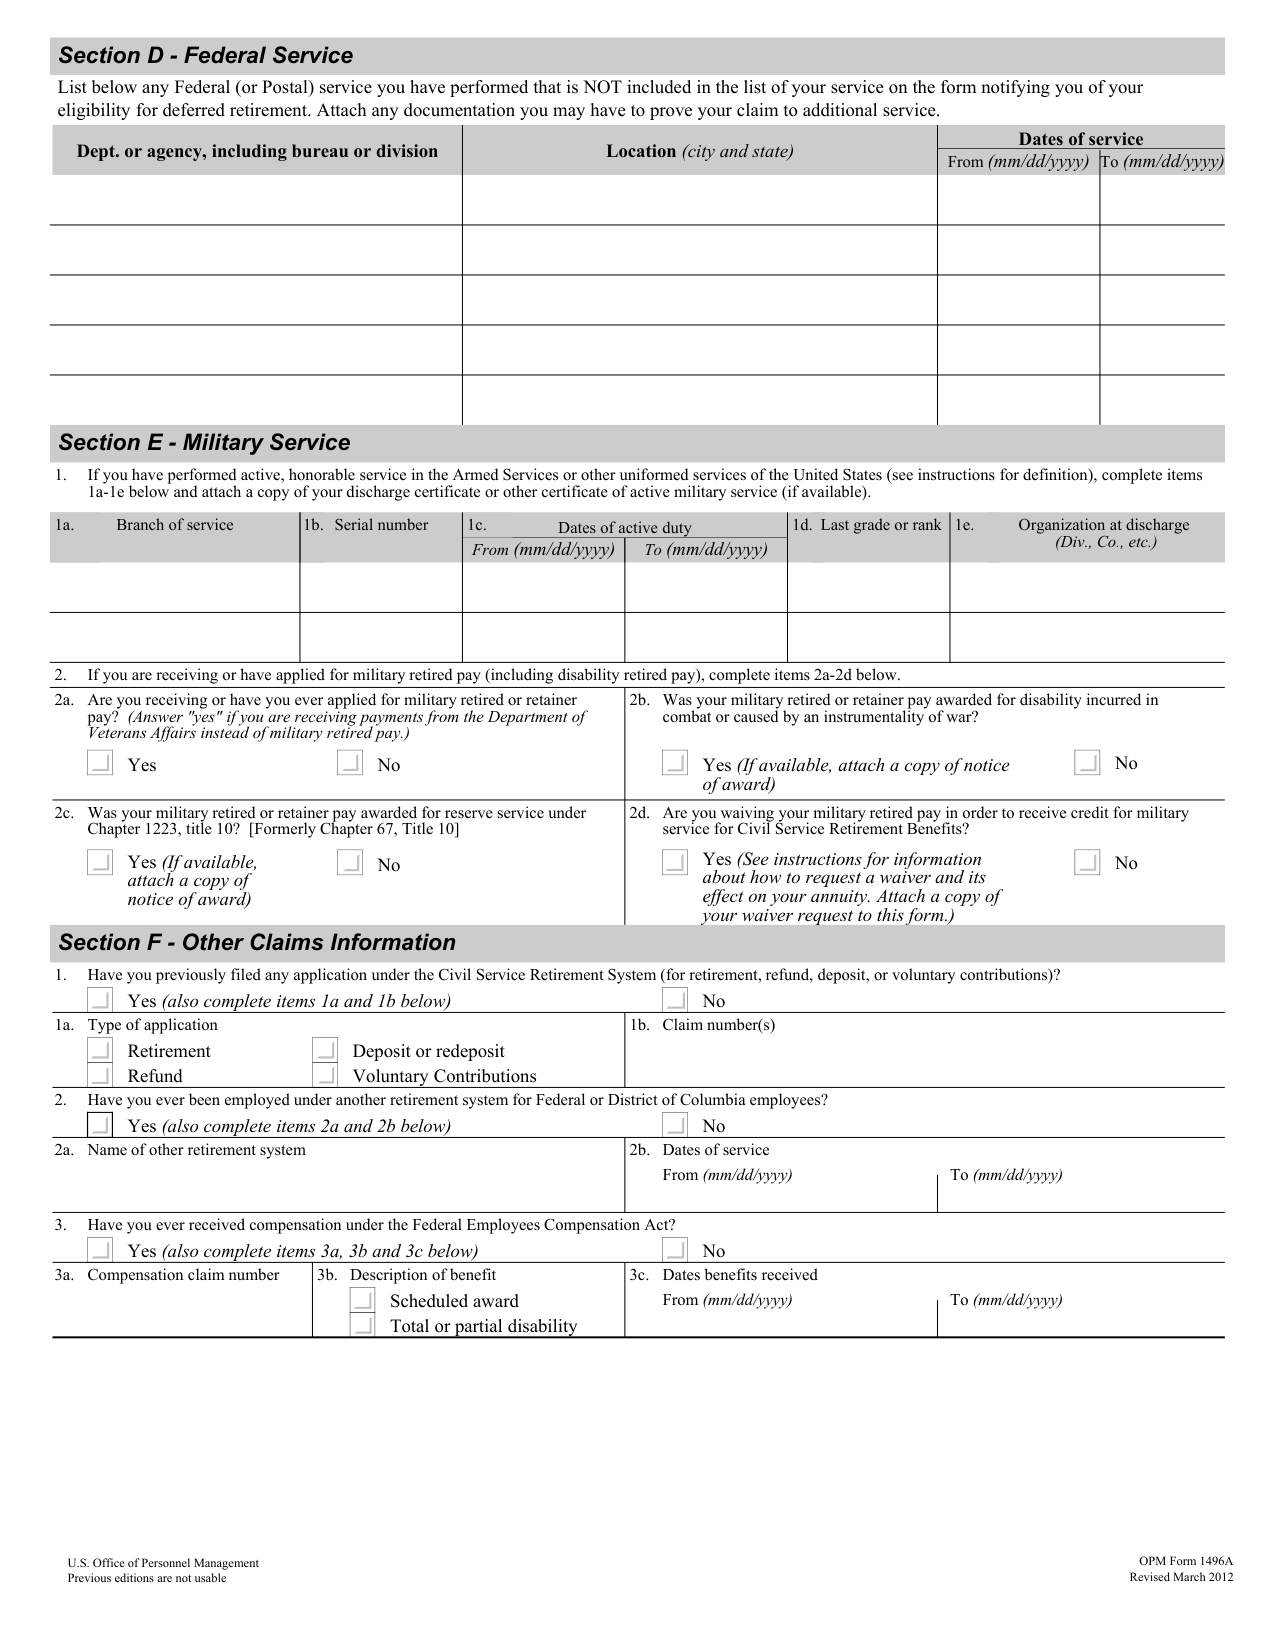 Section D - Federal Service
List below any Federal (or Postal) service you have performed that is NOT included in the list of your service on the form notifying you of your
eligibility for deferred retirement. Attach any documentation you may have to prove your claim to additional service.
Dept. or agency, including bureau or division
Location (city and state)
Dates of service
From (mm/dd/yyyy)
To (mm/dd/yyyy)
Section E - Military Service
1. If you have performed active, honorable service in the Armed Services or other uniformed services of the United States (see instructions for definition), complete items
1a-1e below and attach a copy of your discharge certificate or other certificate of active military service (if available).
1a. Branch of service
1b. Serial number
1c. Dates of active duty
From (mm/dd/yyyy)
To (mm/dd/yyyy)
1d. Last grade or rank
1e. Organization at discharge
(Div., Co., etc.)
2. If you are receiving or have applied for military retired pay (including disability retired pay), complete items 2a-2d below.
2a. Are you receiving or have you ever applied for military retired or retainer
pay? (Answer "yes" if you are receiving payments from the Department of
Veterans Affairs instead of military retired pay.)
Yes
No
2b. Was your military retired or retainer pay awarded for disability incurred in
combat or caused by an instrumentality of war?
Yes (If available, attach a copy of notice
of award)
No
2c. Was your military retired or retainer pay awarded for reserve service under
Chapter 1223, title 10? [Formerly Chapter 67, Title 10]
Yes (If available,
attach a copy of
notice of award)
No
2d. Are you waiving your military retired pay in order to receive credit for military
service for Civil Service Retirement Benefits?
Yes (See instructions for information
about how to request a waiver and its
effect on your annuity. Attach a copy of
your waiver request to this form.)
No
Section F - Other Claims Information
1. Have you previously filed any application under the Civil Service Retirement System (for retirement, refund, deposit, or voluntary contributions)?
Yes (also complete items 1a and 1b below)
No
1a. Type of application
Retirement
Deposit or redeposit
Refund
Voluntary Contributions
1b. Claim number(s)
2. Have you ever been employed under another retirement system for Federal or District of Columbia employees?
Yes (also complete items 2a and 2b below)
No
2a. Name of other retirement system
2b. Dates of service
From (mm/dd/yyyy)
To (mm/dd/yyyy)
3. Have you ever received compensation under the Federal Employees Compensation Act?
Yes (also complete items 3a, 3b and 3c below)
No
3a. Compensation claim number
3b. Description of benefit
Scheduled award
Total or partial disability
3c. Dates benefits received
From (mm/dd/yyyy)
To (mm/dd/yyyy)
U.S. Office of Personnel Management
Previous editions are not usable
OPM Form 1496A
Revised March 2012